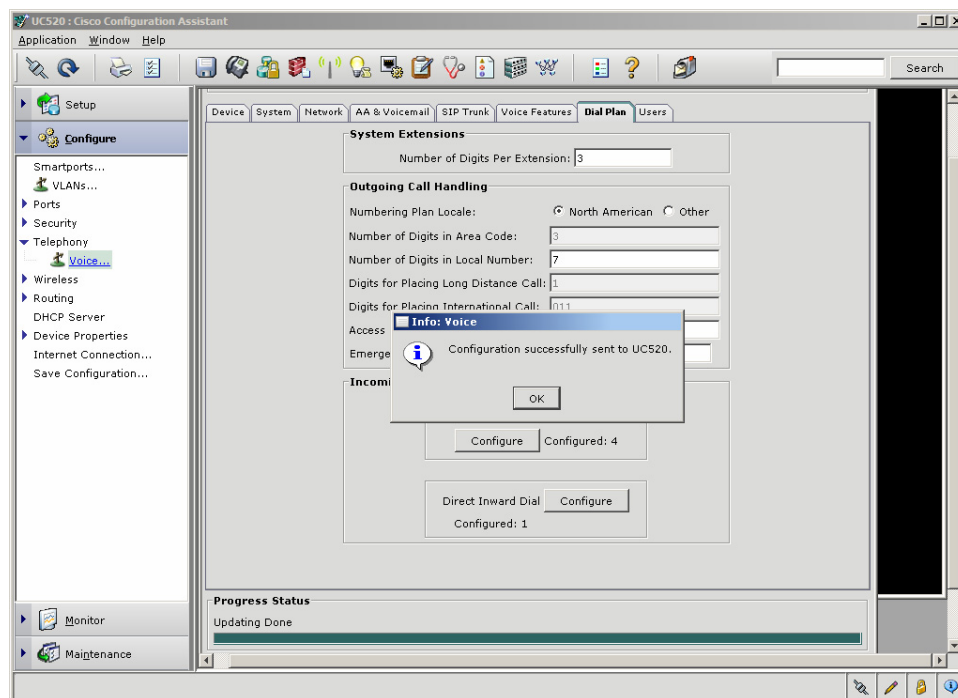 UC520 : Cisco Configuration Assistant
Application Window Help
Search
Setup
Configure
Smartports...
VLANs...
Ports
Security
Telephony
Voice...
Wireless
Routing
DHCP Server
Device Properties
Internet Connection...
Save Configuration...
Monitor
Maintenance
Device System Network AA & Voicemail SIP Trunk Voice Features Dial Plan Users
System Extensions
Number of Digits Per Extension: 3
Outgoing Call Handling
Numbering Plan Locale: North American Other
Number of Digits in Area Code: 3
Number of Digits in Local Number: 7
Digits for Placing Long Distance Call: 1
Digits for Placing International Call: 011
Access
Emerge
Incomi
Info: Voice
Configuration successfully sent to UC520.
OK
Configure Configured: 4
Direct Inward Dial Configure
Configured: 1
Progress Status
Updating Done